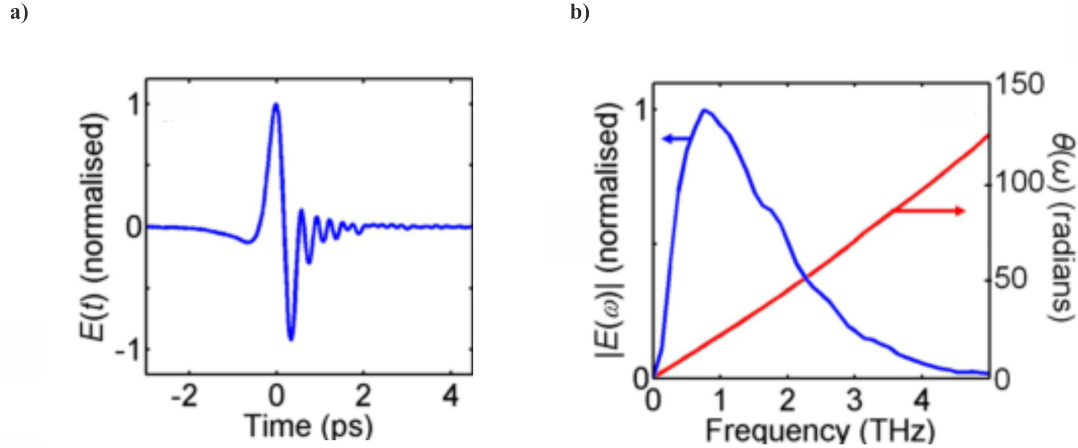 a)
1
0
-1
-2
0
2
4
Time (ps)
E(t) (normalised)
b)
1
0
0
1
2
3
4
Frequency (THz)
|E(ω)| (normalised)
150
100
50
0
θ(ω) (radians)